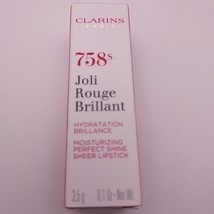 CLARINS
PARIS
758S
Joli
Rouge
Brillant
HYDRATATION
BRILLANCE
MOISTURIZING
PERFECT SHINE
SHEER LIPSTICK
3.5 g 0.1 Oz-Net Wt.